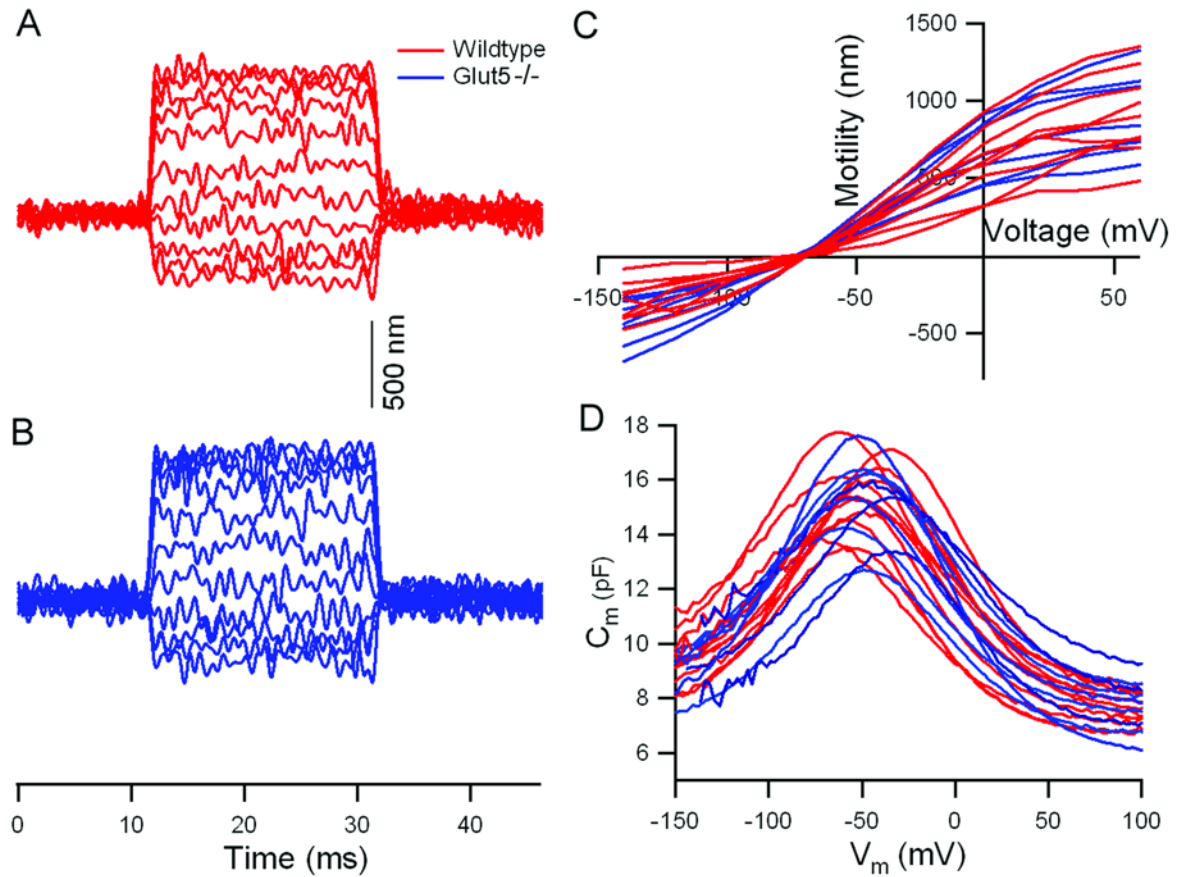 A
Wildtype
Glut5 -/-
500 nm
B
0 10 20 30 40
Time (ms)
C
Motility (nm)
1500
1000
500
-500
Voltage (mV)
-150 -100 -50 50
D
Cm (pF)
18
16
14
12
10
8
6
-150 -100 -50 0 50 100
Vm (mV)